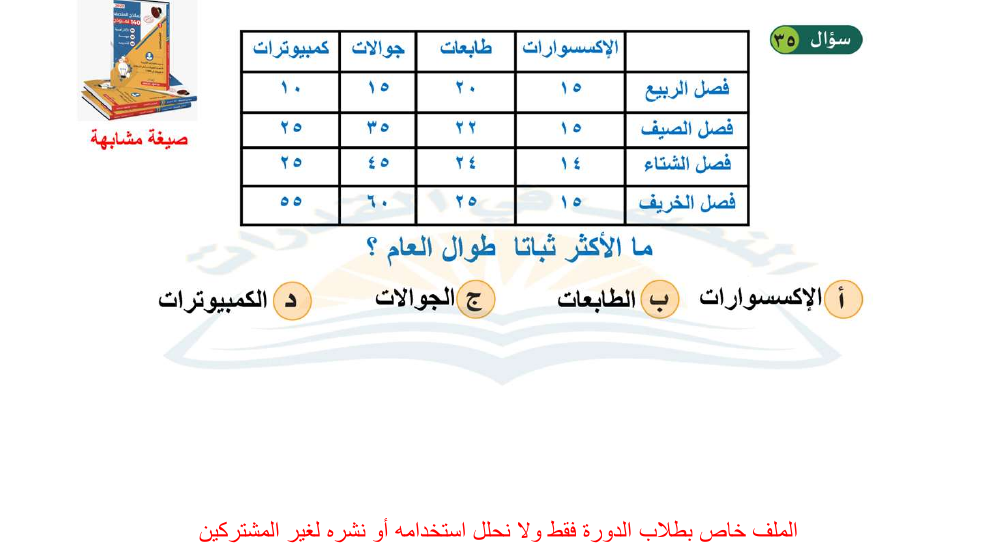 سؤال ٣٥
الإكسسوارات طابعات جوالات كمبيوترات
فصل الربيع ١٥ ٢٠ ١٥ ١٠
فصل الصيف ١٥ ٢٢ ٣٥ ٢٥
فصل الشتاء ١٤ ٢٤ ٤٥ ٢٥
فصل الخريف ١٥ ٢٥ ٦٠ ٥٥
صيغة مشابهة
ما الأكثر ثباتا طوال العام ؟
أ الإكسسوارات ب الطابعات ج الجوالات د الكمبيوترات
الملف خاص بطلاب الدورة فقط ولا نحلل استخدامه أو نشره لغير المشتركين